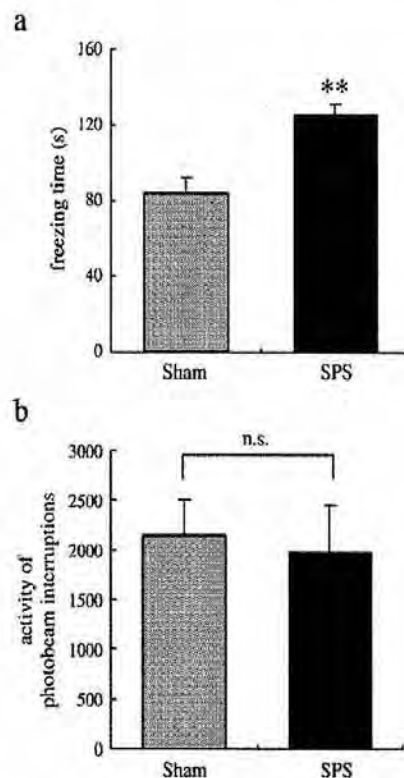 a
160
**
120
freezing time (s)
80
40
0
Sham SPS
b
3000
n.s.
2500
2000
activity of
photobeam interruptions
1500
1000
500
0
Sham SPS